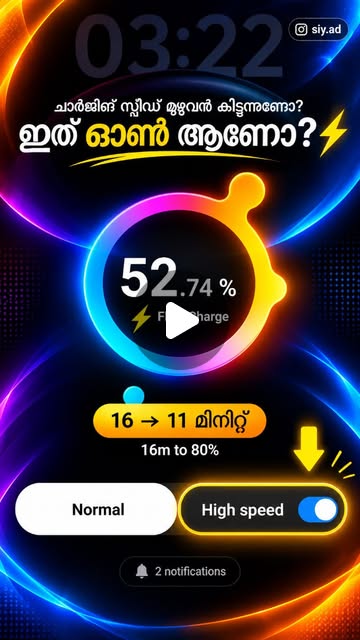 03:22
siy.ad
ചാർജിങ് സ്പീഡ് മുഴുവൻ കിട്ടുന്നുണോ?
ഇത് ഓൺ ആണോ?
52.74 %
Charge
16 → 11 മിനിറ്റ്
16m to 80%
Normal
High speed
2 notifications